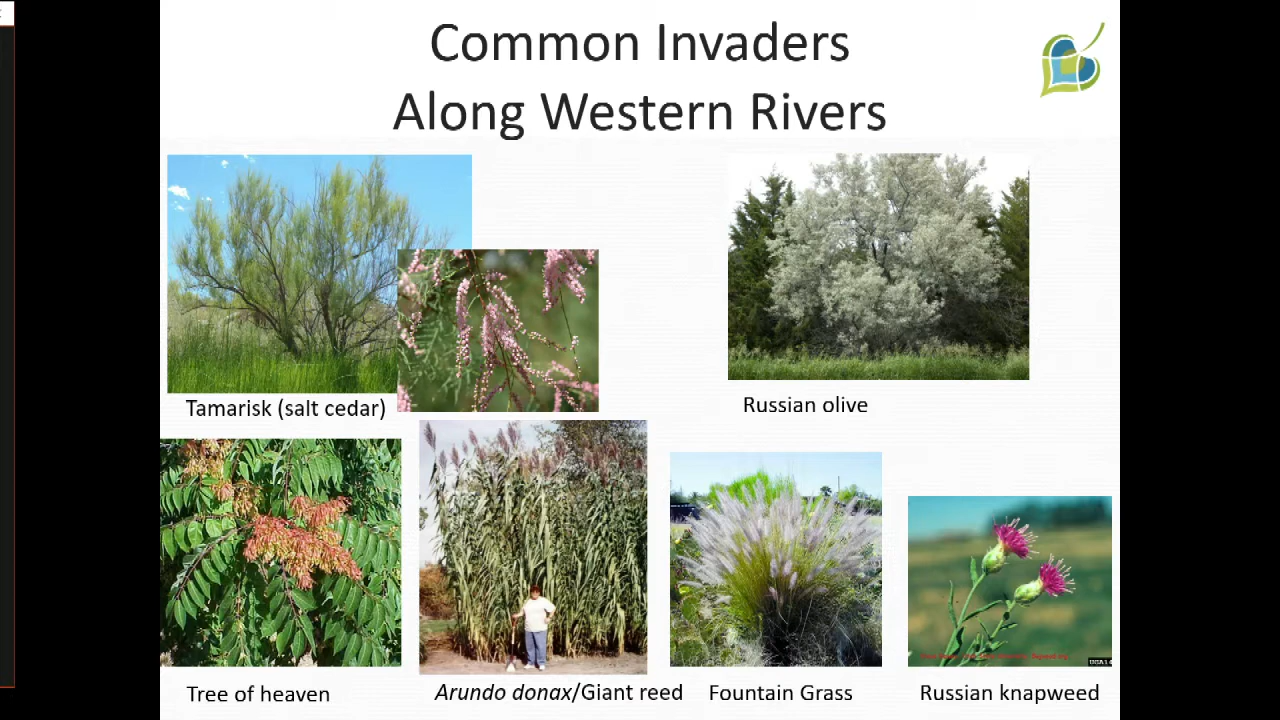 Common Invaders
Along Western Rivers
Tamarisk (salt cedar)
Russian olive
Tree of heaven
Arundo donax/Giant reed
Fountain Grass
Russian knapweed